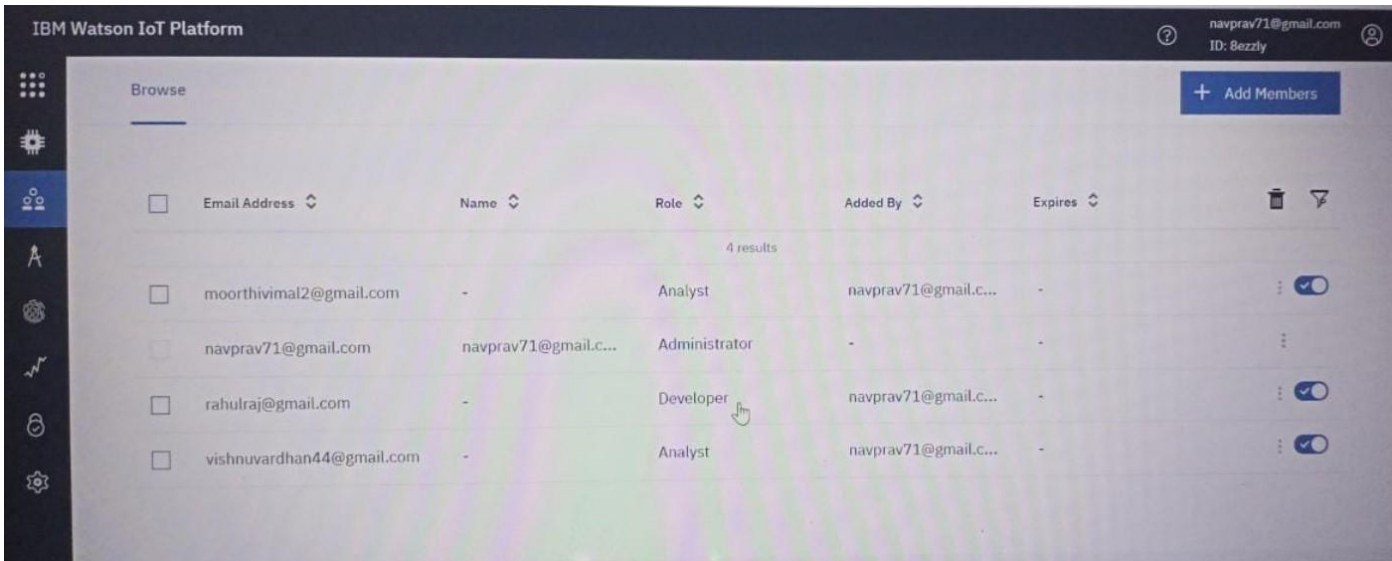 IBM Watson IoT Platform
navprav71@gmail.com
ID: 8ezzly
Browse
+ Add Members
Email Address Name Role Added By Expires
4 results
moorthivimal2@gmail.com - Analyst navprav71@gmail.c... -
navprav71@gmail.com navprav71@gmail.c... Administrator - -
rahulraj@gmail.com - Developer navprav71@gmail.c... -
vishnuvardhan44@gmail.com - Analyst navprav71@gmail.c... -